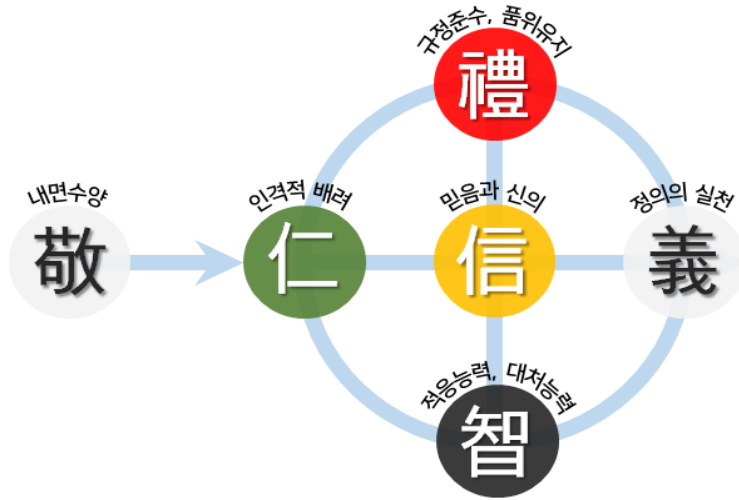 규정준수, 품위유지
禮
내면수양
敬
인격적 배려
仁
믿음과 신의
信
정의의 실천
義
적응능력, 대처능력
智